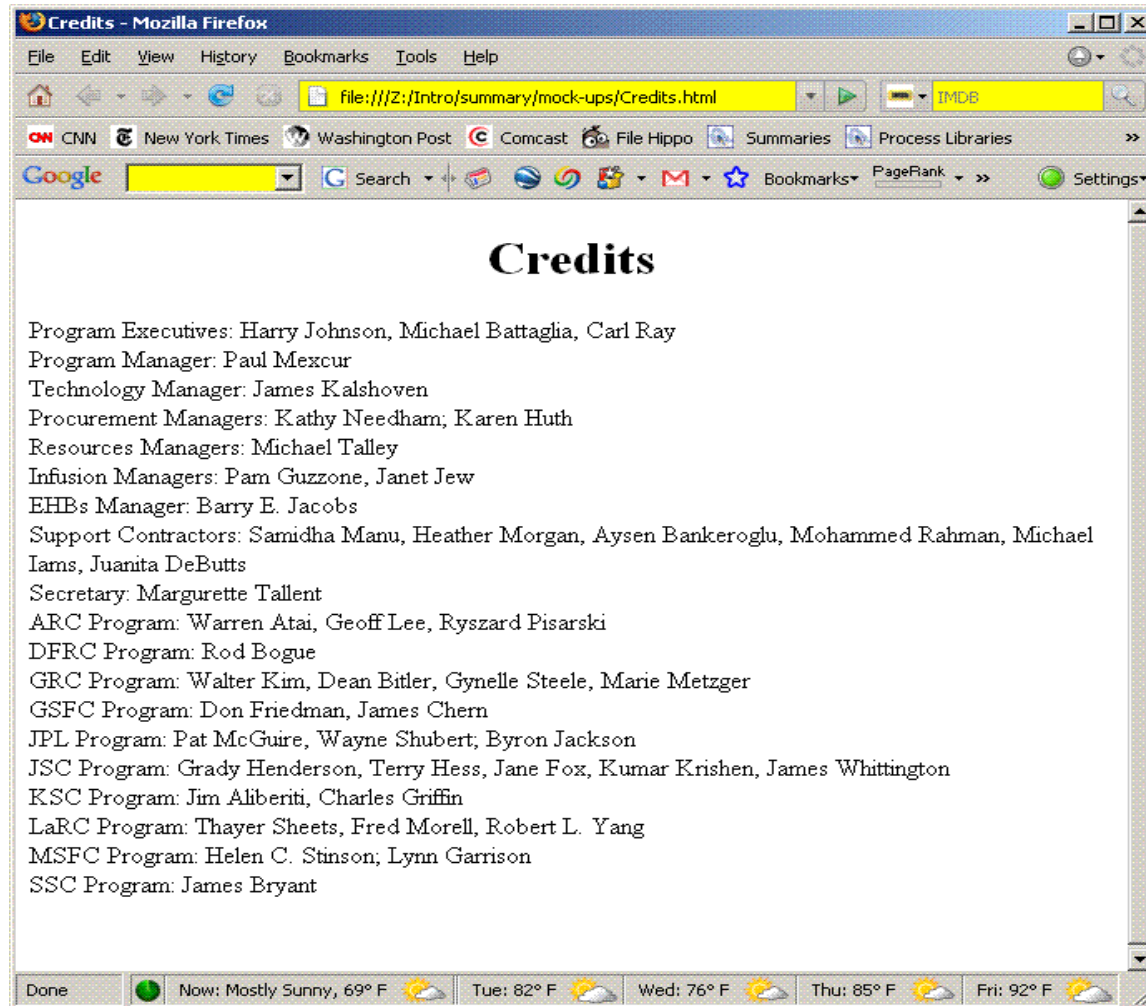 Credits - Mozilla Firefox
File Edit View History Bookmarks Tools Help
file:///Z:/Intro/summary/mock-ups/Credits.html IMDB
CNN CNN New York Times Washington Post Comcast File Hippo Summaries Process Libraries »
Google G Search Bookmarks PageRank » Settings
Credits
Program Executives: Harry Johnson, Michael Battaglia, Carl Ray
Program Manager: Paul Mexcur
Technology Manager: James Kalshoven
Procurement Managers: Kathy Needham; Karen Huth
Resources Managers: Michael Talley
Infusion Managers: Pam Guzzone, Janet Jew
EHBs Manager: Barry E. Jacobs
Support Contractors: Samidha Manu, Heather Morgan, Aysen Bankeroglu, Mohammed Rahman, Michael
Iams, Juanita DeButts
Secretary: Margurette Tallent
ARC Program: Warren Atai, Geoff Lee, Ryszard Pisarski
DFRC Program: Rod Bogue
GRC Program: Walter Kim, Dean Bitler, Gynelle Steele, Marie Metzger
GSFC Program: Don Friedman, James Chern
JPL Program: Pat McGuire, Wayne Shubert; Byron Jackson
JSC Program: Grady Henderson, Terry Hess, Jane Fox, Kumar Krishen, James Whittington
KSC Program: Jim Aliberiti, Charles Griffin
LaRC Program: Thayer Sheets, Fred Morell, Robert L. Yang
MSFC Program: Helen C. Stinson; Lynn Garrison
SSC Program: James Bryant
Done Now: Mostly Sunny, 69° F Tue: 82° F Wed: 76° F Thu: 85° F Fri: 92° F